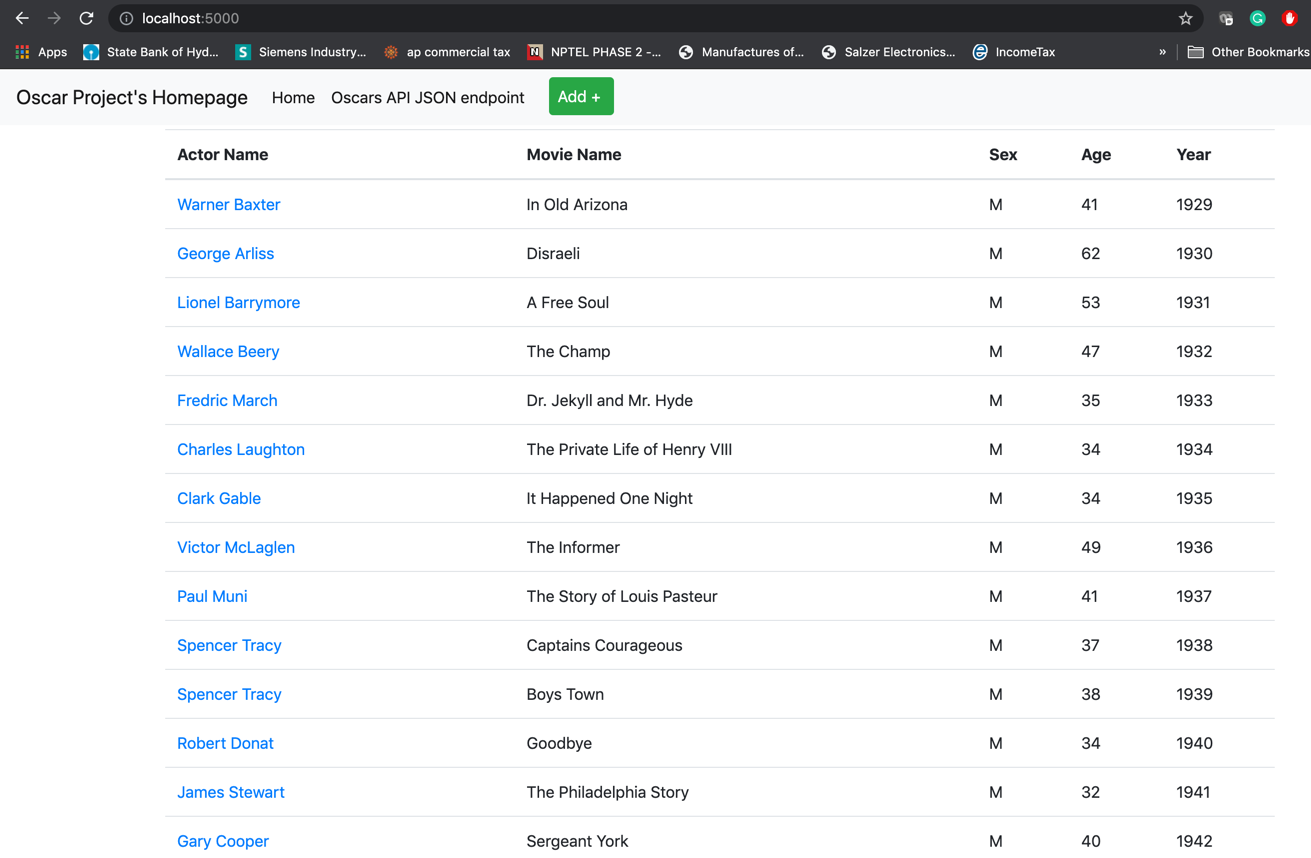 localhost:5000
Apps State Bank of Hyd... Siemens Industry... ap commercial tax NPTEL PHASE 2 -... Manufactures of... Salzer Electronics... IncomeTax » Other Bookmarks
Oscar Project's Homepage Home Oscars API JSON endpoint Add +
Actor Name Movie Name Sex Age Year
Warner Baxter In Old Arizona M 41 1929
George Arliss Disraeli M 62 1930
Lionel Barrymore A Free Soul M 53 1931
Wallace Beery The Champ M 47 1932
Fredric March Dr. Jekyll and Mr. Hyde M 35 1933
Charles Laughton The Private Life of Henry VIII M 34 1934
Clark Gable It Happened One Night M 34 1935
Victor McLaglen The Informer M 49 1936
Paul Muni The Story of Louis Pasteur M 41 1937
Spencer Tracy Captains Courageous M 37 1938
Spencer Tracy Boys Town M 38 1939
Robert Donat Goodbye M 34 1940
James Stewart The Philadelphia Story M 32 1941
Gary Cooper Sergeant York M 40 1942